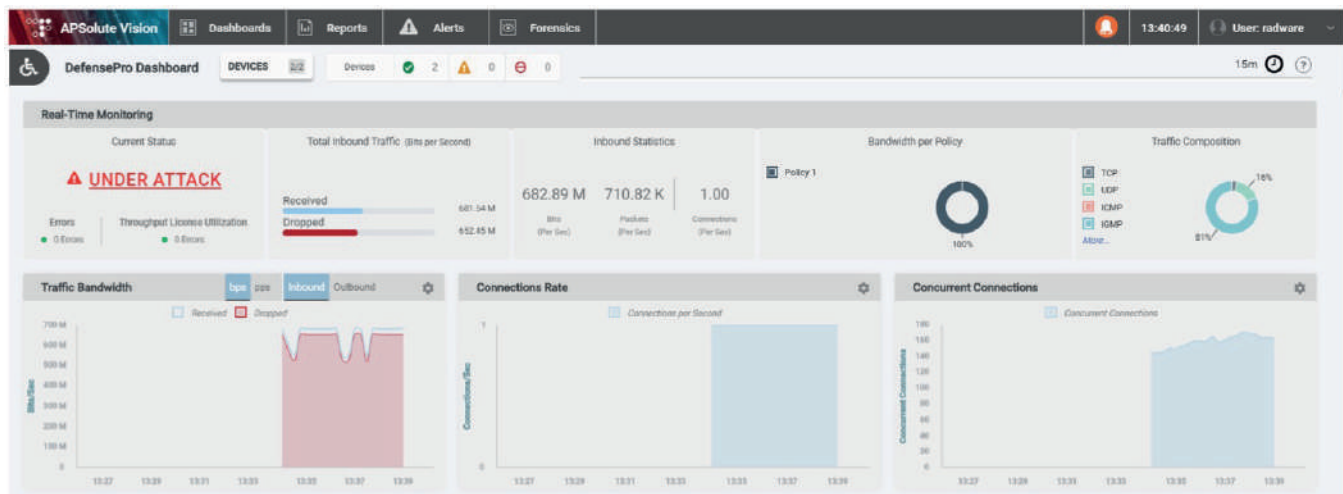 APSolute Vision Dashboards Reports Alerts Forensics 13:40:49 User: radware
DefensePro Dashboard DEVICES 2/2 Devices 2 0 0 15m ?
Real-Time Monitoring
Current Status
UNDER ATTACK
Errors Throughput License Utilization
0 Errors 0 Errors
Total Inbound Traffic (Bits per Second)
Received
681.54 M
Dropped
652.45 M
Inbound Statistics
682.89 M 710.82 K 1.00
Bits Packets Connections
(Per Sec) (Per Sec) (Per Sec)
Bandwidth per Policy
Policy 1
100%
Traffic Composition
TCP
UDP
ICMP
IGMP
More...
18%
81%
Traffic Bandwidth bps pps Inbound Outbound
Received Dropped
Bits/Sec
700 M
600 M
500 M
400 M
300 M
200 M
100 M
0
13:27 13:29 13:31 13:33 13:35 13:37 13:39
Connections Rate
Connections per Second
Connections/Sec
1
0
13:27 13:29 13:31 13:33 13:35 13:37 13:39
Concurrent Connections
Concurrent Connections
Concurrent Connections
180
160
140
120
100
80
60
40
20
0
13:27 13:29 13:31 13:33 13:35 13:37 13:39